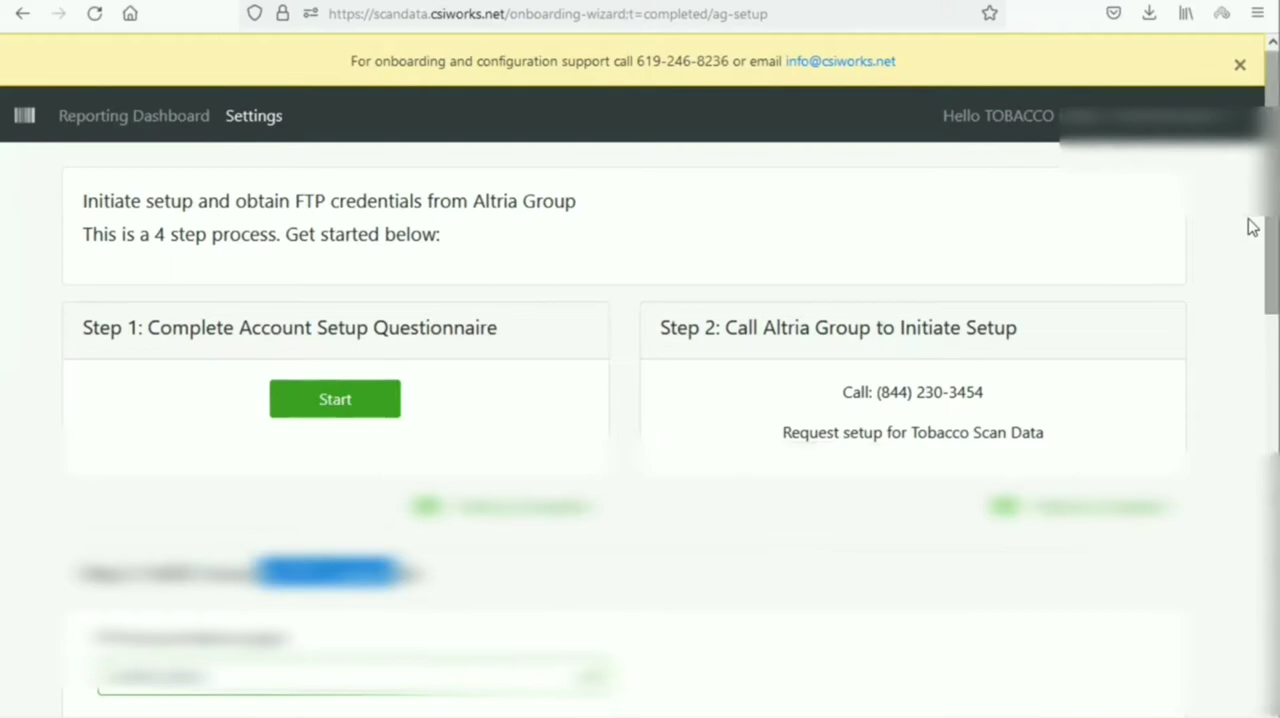 https://scandata.csiworks.net/onboarding-wizard;t=completed/ag-setup
For onboarding and configuration support call 619-246-8236 or email info@csiworks.net
Reporting Dashboard Settings Hello TOBACCO
Initiate setup and obtain FTP credentials from Altria Group
This is a 4 step process. Get started below:
Step 1: Complete Account Setup Questionnaire
Start
Step 2: Call Altria Group to Initiate Setup
Call: (844) 230-3454
Request setup for Tobacco Scan Data